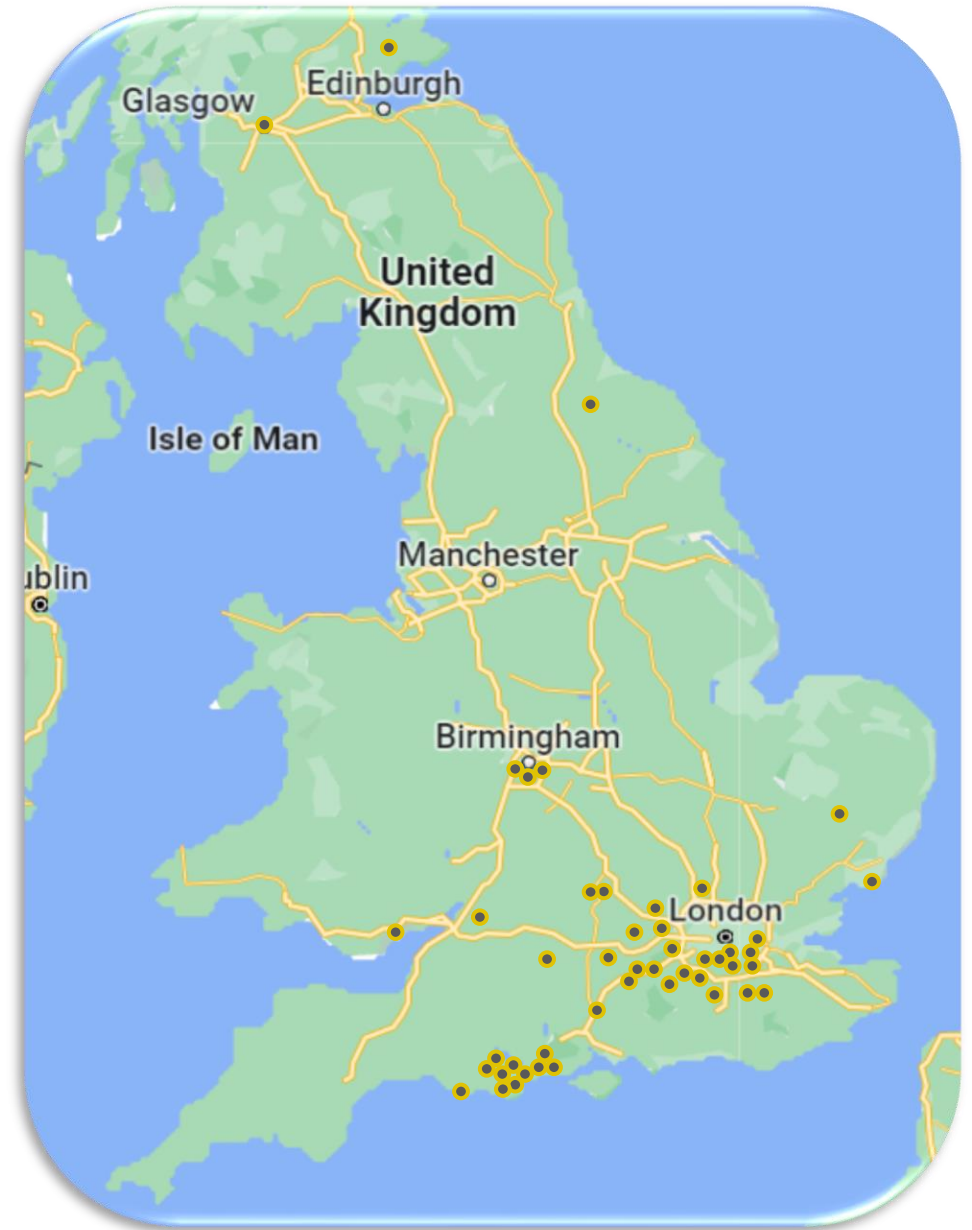 Edinburgh
Glasgow
United
Kingdom
Isle of Man
Manchester
ublin
Birmingham
London